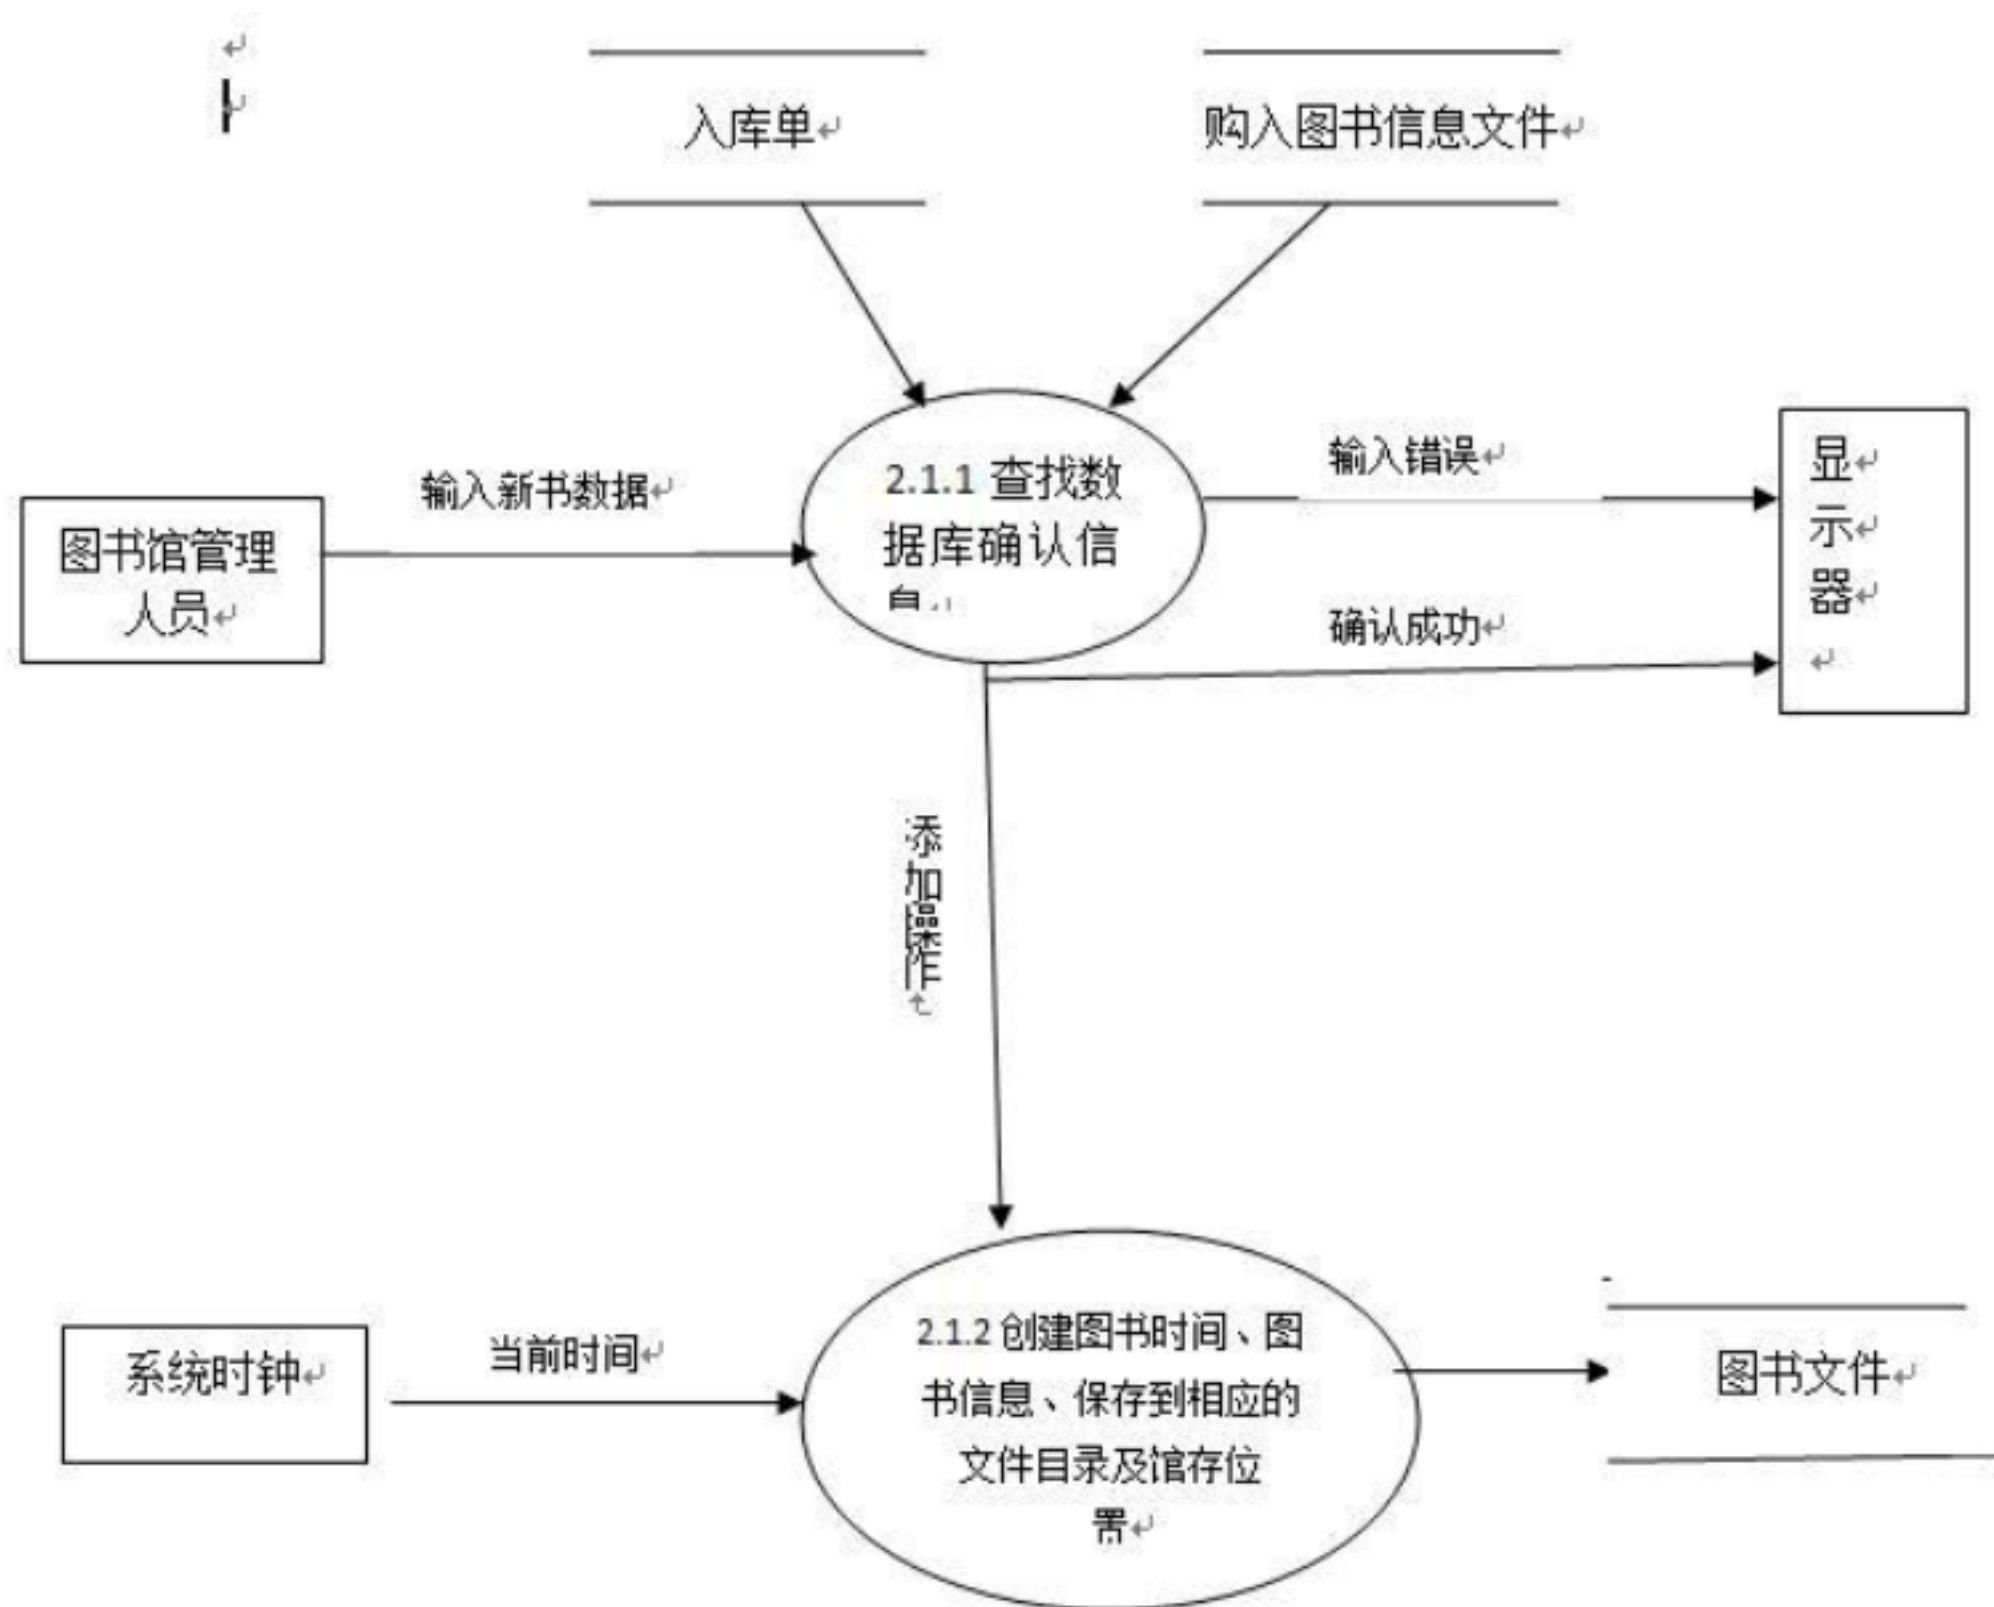 入库单
购入图书信息文件
输入新书数据
图书馆管理
人员
2.1.1 查找数
据库确认信
息
输入错误
确认成功
显
示
器
添
加
操
作
系统时钟
当前时间
2.1.2 创建图书时间、图
书信息、保存到相应的
文件目录及馆存位
置
图书文件